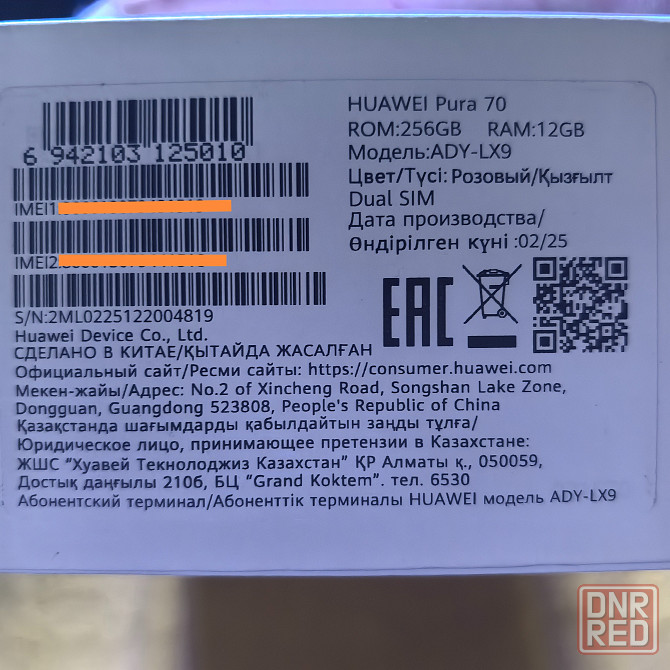 HUAWEI Pura 70
ROM:256GB RAM:12GB
Модель:ADY-LX9
Цвет/Түсі: Розовый/Қызғылт
Dual SIM
Дата производства/
Өндірілген күні :02/25
6 942103 125010
IMEI1
IMEI2
S/N:2ML0225122004819
EAC
Huawei Device Co., Ltd.
СДЕЛАНО В КИТАЕ/ҚЫТАЙДА ЖАСАЛҒАН
Официальный сайт/Ресми сайты: https://consumer.huawei.com
Мекен-жайы/Адрес: No.2 of Xincheng Road, Songshan Lake Zone,
Dongguan, Guangdong 523808, People's Republic of China
Қазақстанда шағымдарды қабылдайтын заңды тұлға/
Юридическое лицо, принимающее претензии в Казахстане:
ЖШС “Хуавей Текнолоджиз Казахстан” ҚР Алматы қ., 050059,
Достық даңғылы 210б, БЦ "Grand Koktem". тел. 6530
Абонентский терминал/Абоненттік терминалы HUAWEI модель ADY-LX9
DNR
RED